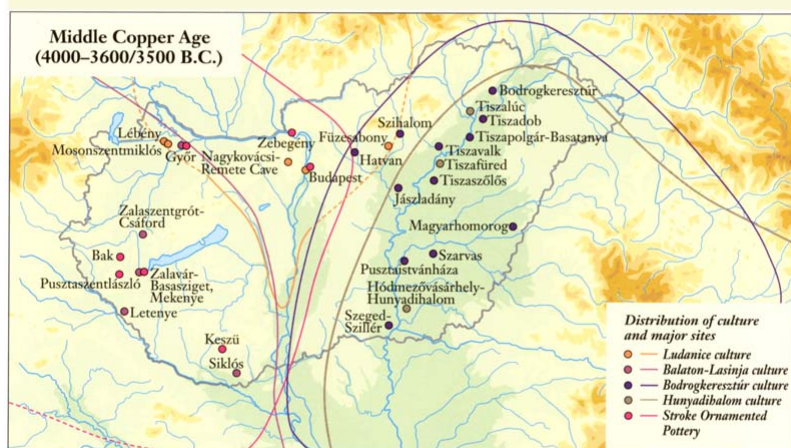 Middle Copper Age
(4000–3600/3500 B.C.)
Bodrogkeresztúr
Tiszalúc
Tiszadob
Szihalom
Lébény
Zebegény
Füzesabony
Tiszapolgár-Basatanya
Mosonszentmiklós
Győr
Nagykovácsi-
Remete Cave
Hatvan
Tiszavalk
Tiszafüred
Budapest
Tiszaszőlős
Jászladány
Zalaszentgrót-
Csáford
Magyarhomorog
Bak
Szarvas
Pusztaistvánháza
Pusztaszentlászló
Zalavár-
Basasziget,
Mekenye
Hódmezővásárhely-
Hunyadihalom
Letenye
Szeged-
Szillér
Keszü
Siklós
Distribution of culture
and major sites
Ludanice culture
Balaton-Lasinja culture
Bodrogkeresztúr culture
Hunyadihalom culture
Stroke Ornamented
Pottery